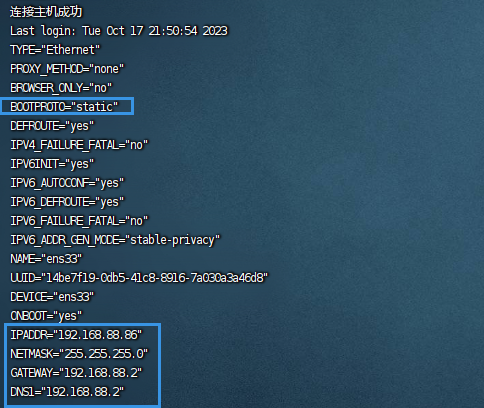 连接主机成功
Last login: Tue Oct 17 21:50:54 2023
TYPE="Ethernet"
PROXY_METHOD="none"
BROWSER_ONLY="no"
BOOTPROTO="static"
DEFROUTE="yes"
IPV4_FAILURE_FATAL="no"
IPV6INIT="yes"
IPV6_AUTOCONF="yes"
IPV6_DEFROUTE="yes"
IPV6_FAILURE_FATAL="no"
IPV6_ADDR_GEN_MODE="stable-privacy"
NAME="ens33"
UUID="14be7f19-0db5-41c8-8916-7a030a3a46d8"
DEVICE="ens33"
ONBOOT="yes"
IPADDR="192.168.88.86"
NETMASK="255.255.255.0"
GATEWAY="192.168.88.2"
DNS1="192.168.88.2"